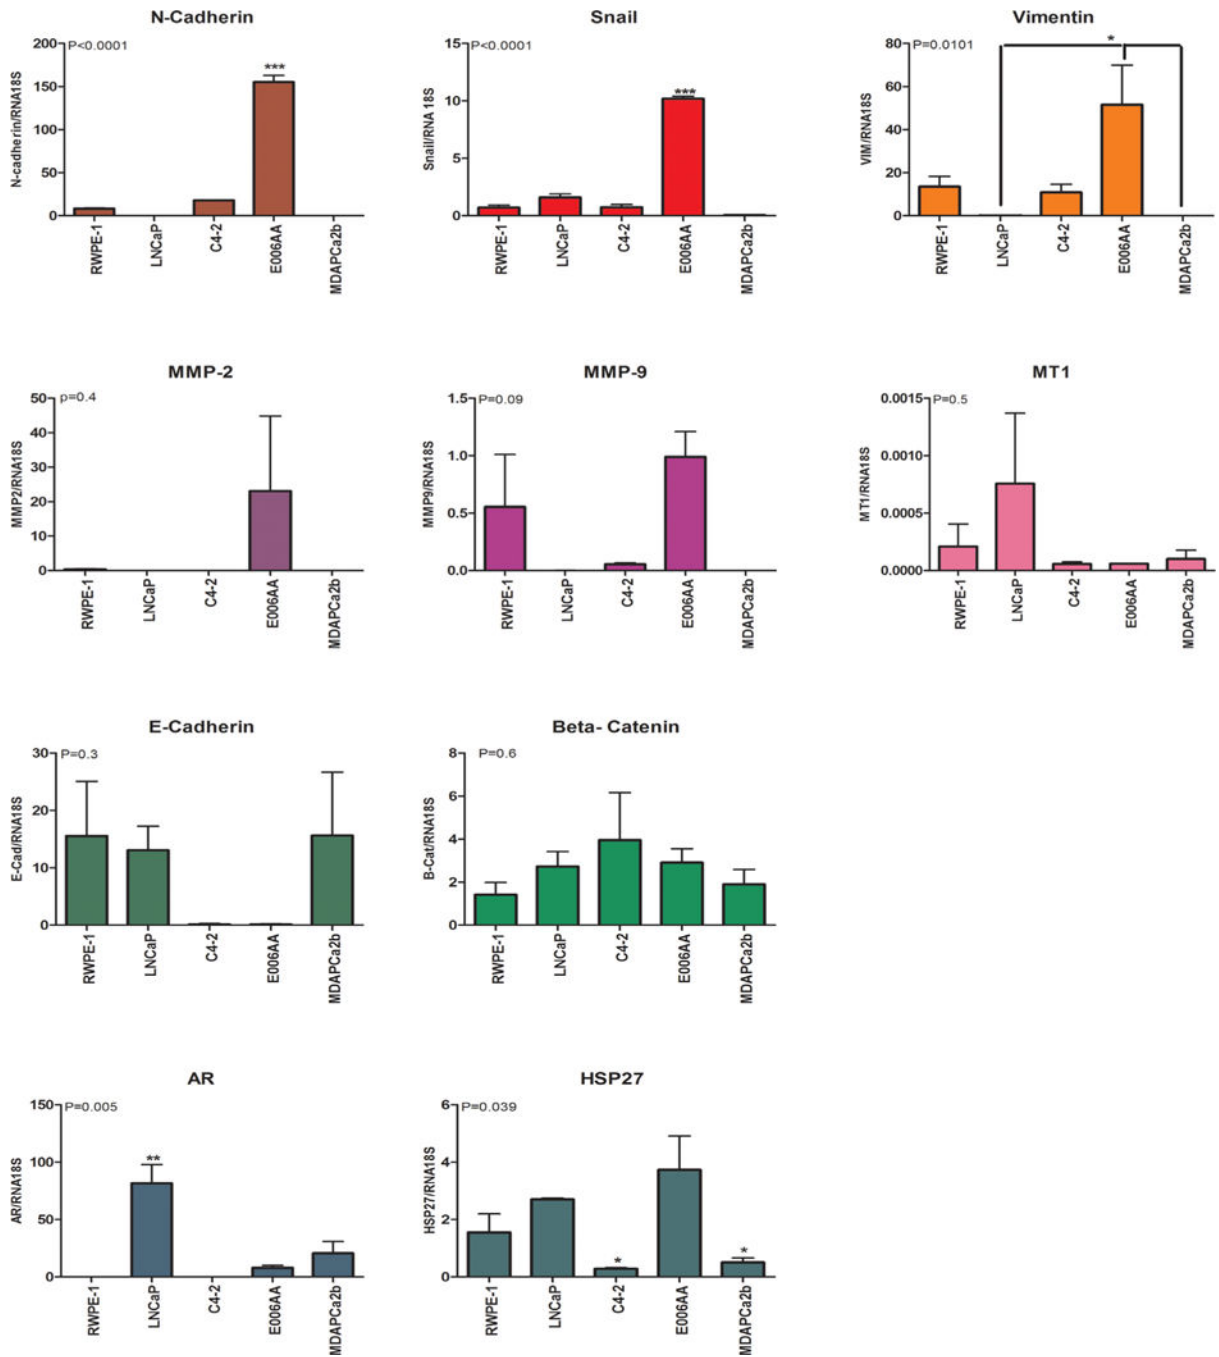 N-Cadherin
P<0.0001
N-cadherin/RNA18S
200
150
100
50
0
***
RWPE-1
LNCaP
C4-2
E006AA
MDAPCa2b
Snail
P<0.0001
Snail/RNA18S
15
10
5
0
***
RWPE-1
LNCaP
C4-2
E006AA
MDAPCa2b
Vimentin
P=0.0101
VIM/RNA18S
80
60
40
20
0
*
RWPE-1
LNCaP
C4-2
E006AA
MDAPCa2b
MMP-2
p=0.4
MMP2/RNA18S
50
40
30
20
10
0
RWPE-1
LNCaP
C4-2
E006AA
MDAPCa2b
MMP-9
P=0.09
MMP9/RNA18S
1.5
1.0
0.5
0.0
RWPE-1
LNCaP
C4-2
E006AA
MDAPCa2b
MT1
P=0.5
MT1/RNA18S
0.0015
0.0010
0.0005
0.0000
RWPE-1
LNCaP
C4-2
E006AA
MDAPCa2b
E-Cadherin
P=0.3
E-Cad/RNA18S
30
20
10
0
RWPE-1
LNCaP
C4-2
E006AA
MDAPCa2b
Beta- Catenin
P=0.6
B-Cat/RNA18S
8
6
4
2
0
RWPE-1
LNCaP
C4-2
E006AA
MDAPCa2b
AR
P=0.005
AR/RNA18S
150
100
50
0
**
RWPE-1
LNCaP
C4-2
E006AA
MDAPCa2b
HSP27
P=0.039
HSP27/RNA18S
6
4
2
0
*
*
RWPE-1
LNCaP
C4-2
E006AA
MDAPCa2b